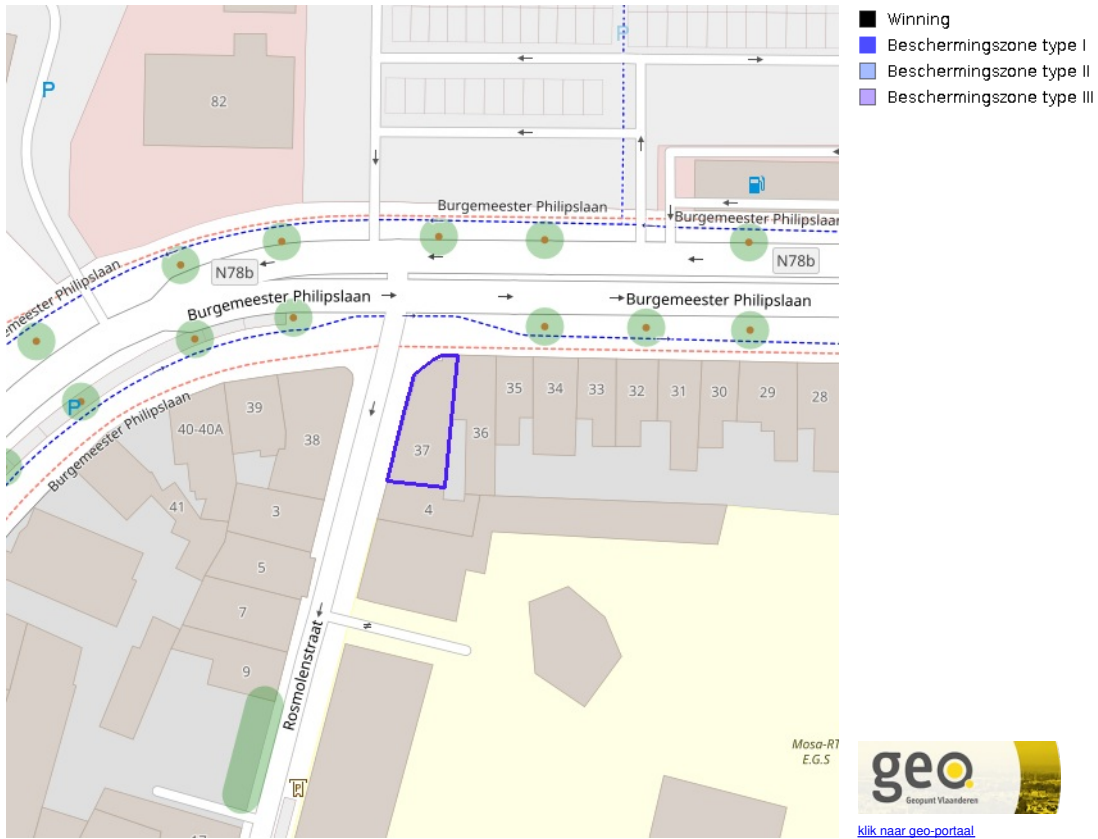 Winning
Beschermingszone type I
Beschermingszone type II
Beschermingszone type III
P
P
82
Burgemeester Philipslaan
Burgemeester Philipslaan
N78b
N78b
emeester Philipslaan
Burgemeester Philipslaan
Burgemeester Philipslaan
P
Burgemeester Philipslaan
39
40-40A
38
37
36
35
34
33
32
31
30
29
28
41
3
4
5
7
9
Rosmolenstraat
Mosa-RT
E.G.S
P
17
geo
Geopunt Vlaanderen
klik naar geo-portaal